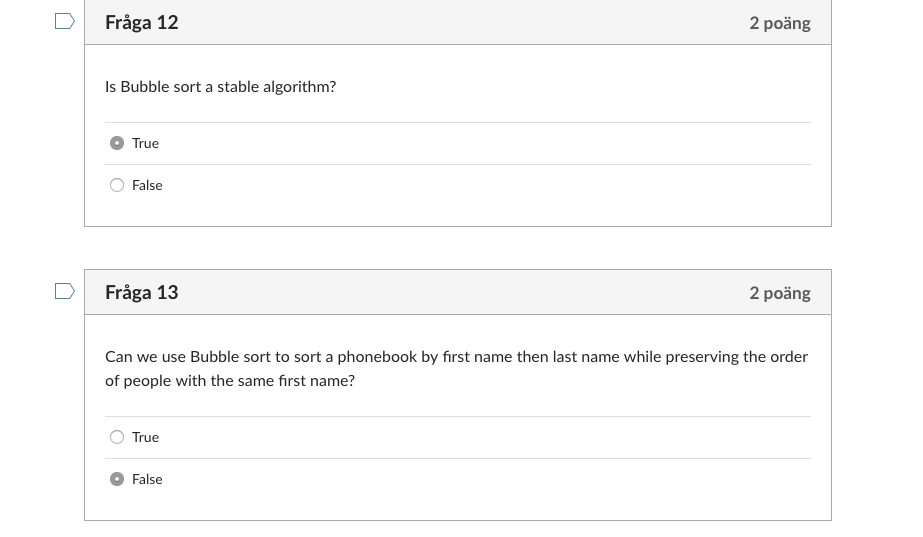 Fråga 12
2 poäng
Is Bubble sort a stable algorithm?
True
False
Fråga 13
2 poäng
Can we use Bubble sort to sort a phonebook by first name then last name while preserving the order
of people with the same first name?
True
False